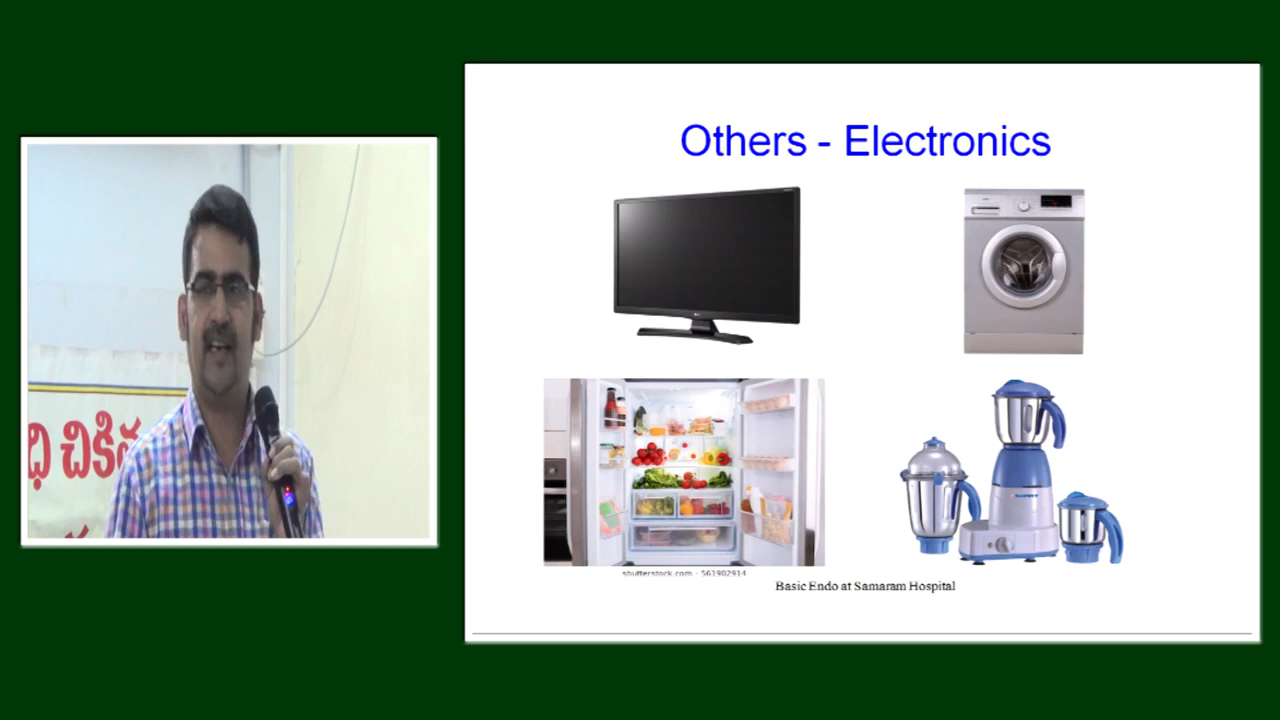 Others - Electronics
ధి చికిత
shutterstock.com · 561902914
Basic Endo at Samaram Hospital